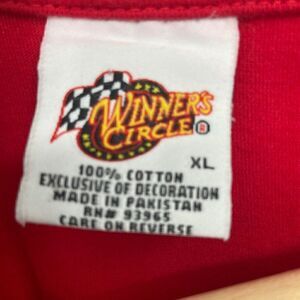 WINNER'S
CIRCLE ®
XL
100% COTTON
EXCLUSIVE OF DECORATION
MADE IN PAKISTAN
RN# 93965
CARE ON REVERSE